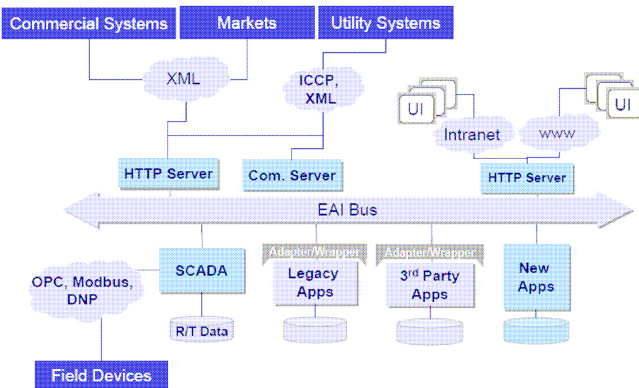 Commercial Systems
Markets
Utility Systems
XML
ICCP,
XML
UI
UI
Intranet
www
HTTP Server
Com. Server
HTTP Server
EAI Bus
Adapter/Wrapper
Adapter/Wrapper
SCADA
Legacy
Apps
3rd Party
Apps
New
Apps
OPC, Modbus,
DNP
R/T Data
Field Devices